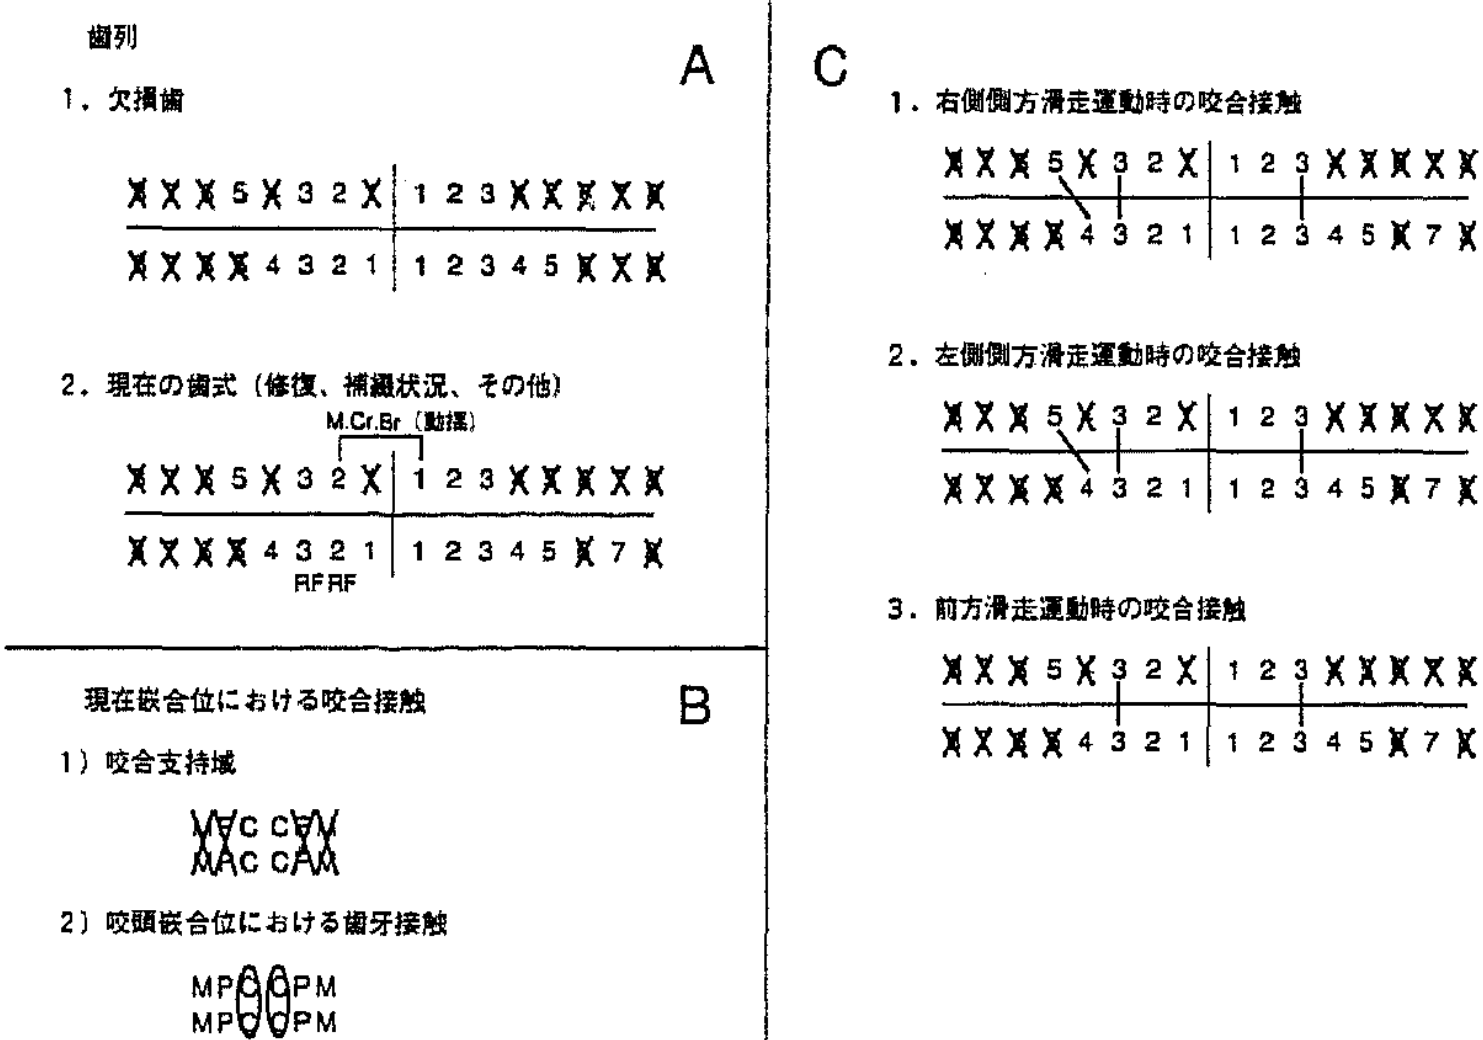 歯列
A
1. 欠損歯
5 3 2 1 2 3
4 3 2 1 1 2 3 4 5
2. 現在の歯式(修復、補綴状況、その他)
M.Cr.Br(動揺)
5 3 2 1 2 3
4 3 2 1 1 2 3 4 5 7
RF RF
B
現在嵌合位における咬合接触
1) 咬合支持域
C C
C C
2) 咬頭嵌合位における歯牙接触
MPC CPM
MPC CPM
C
1. 右側側方滑走運動時の咬合接触
5 3 2 1 2 3
4 3 2 1 1 2 3 4 5 7
2. 左側側方滑走運動時の咬合接触
5 3 2 1 2 3
4 3 2 1 1 2 3 4 5 7
3. 前方滑走運動時の咬合接触
5 3 2 1 2 3
4 3 2 1 1 2 3 4 5 7